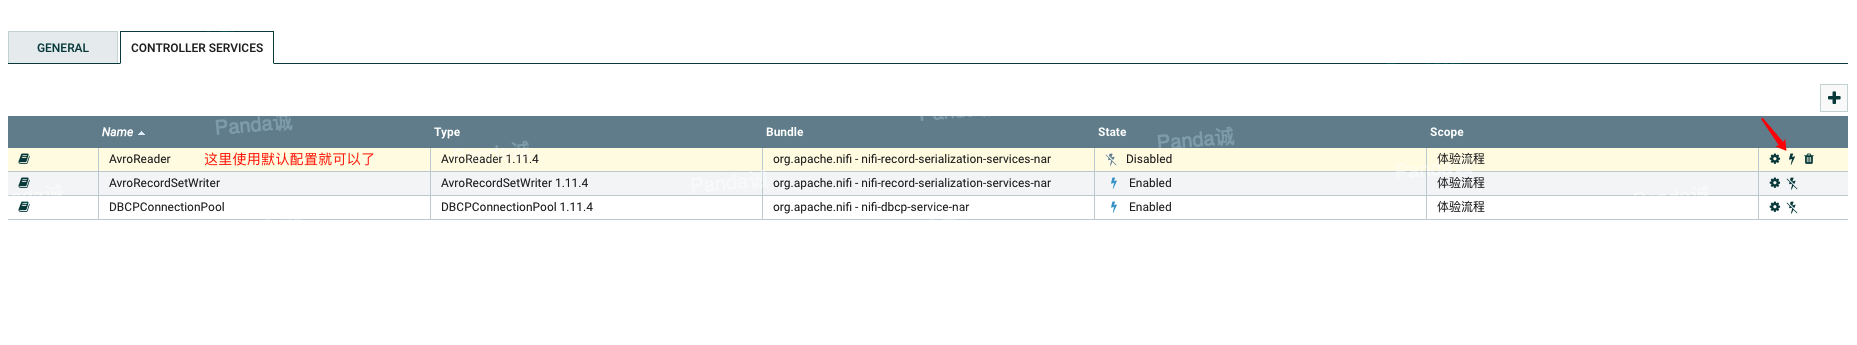 GENERAL
CONTROLLER SERVICES
Name Type Bundle State Scope
AvroReader 这里使用默认配置就可以了 AvroReader 1.11.4 org.apache.nifi - nifi-record-serialization-services-nar Disabled 体验流程
AvroRecordSetWriter AvroRecordSetWriter 1.11.4 org.apache.nifi - nifi-record-serialization-services-nar Enabled 体验流程
DBCPConnectionPool DBCPConnectionPool 1.11.4 org.apache.nifi - nifi-dbcp-service-nar Enabled 体验流程
Panda诚
Panda诚